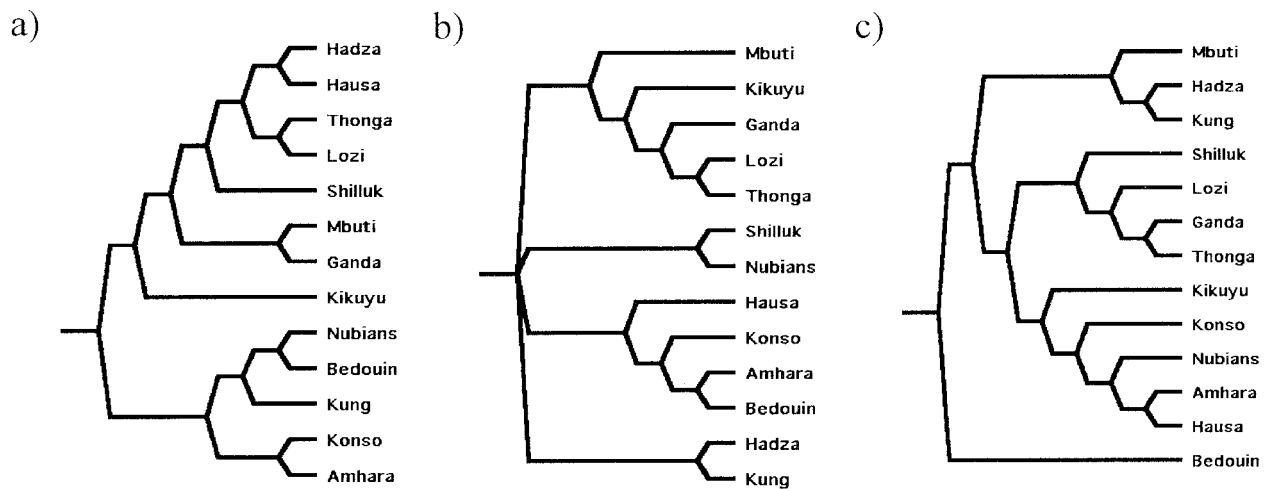 a)
Hadza
Hausa
Thonga
Lozi
Shilluk
Mbuti
Ganda
Kikuyu
Nubians
Bedouin
Kung
Konso
Amhara
b)
Mbuti
Kikuyu
Ganda
Lozi
Thonga
Shilluk
Nubians
Hausa
Konso
Amhara
Bedouin
Hadza
Kung
c)
Mbuti
Hadza
Kung
Shilluk
Lozi
Ganda
Thonga
Kikuyu
Konso
Nubians
Amhara
Hausa
Bedouin